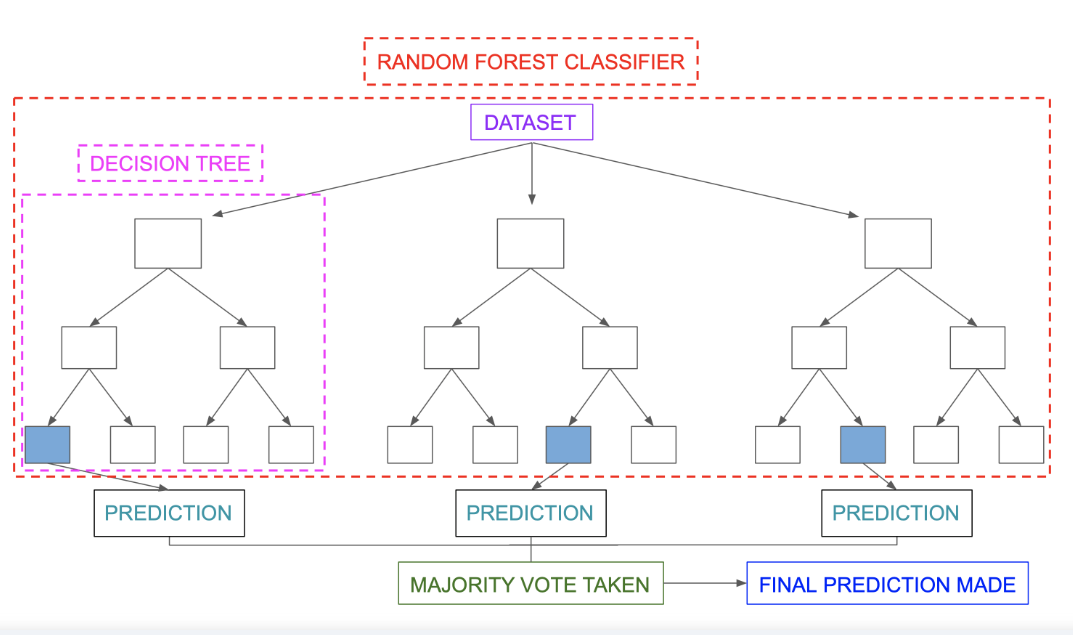 RANDOM FOREST CLASSIFIER
DATASET
DECISION TREE
PREDICTION
PREDICTION
PREDICTION
MAJORITY VOTE TAKEN
FINAL PREDICTION MADE